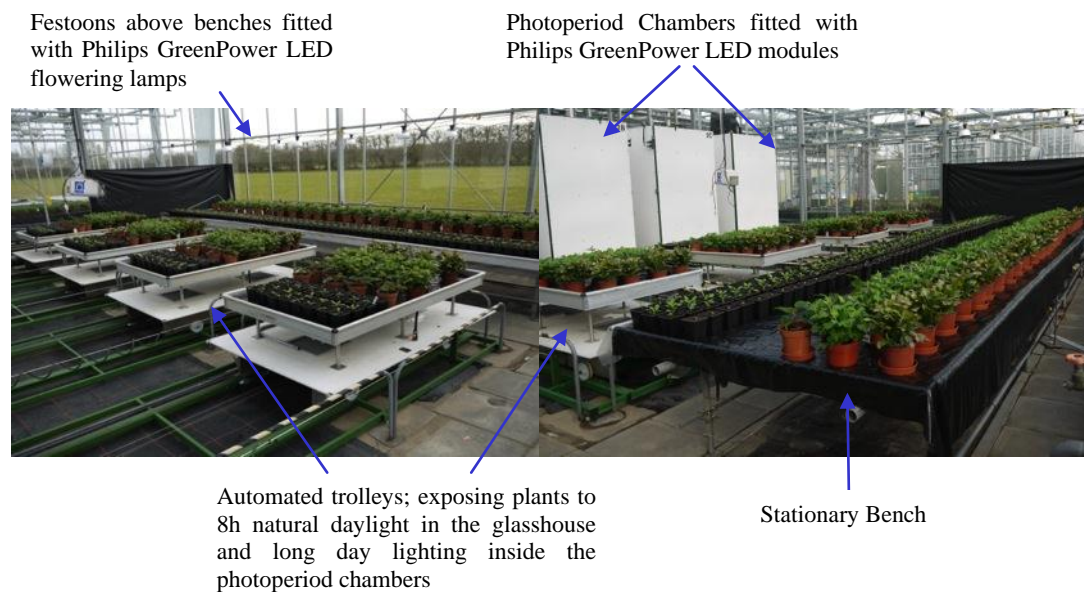 Festoons above benches fitted
with Philips GreenPower LED
flowering lamps
Photoperiod Chambers fitted with
Philips GreenPower LED modules
Automated trolleys; exposing plants to
8h natural daylight in the glasshouse
and long day lighting inside the
photoperiod chambers
Stationary Bench